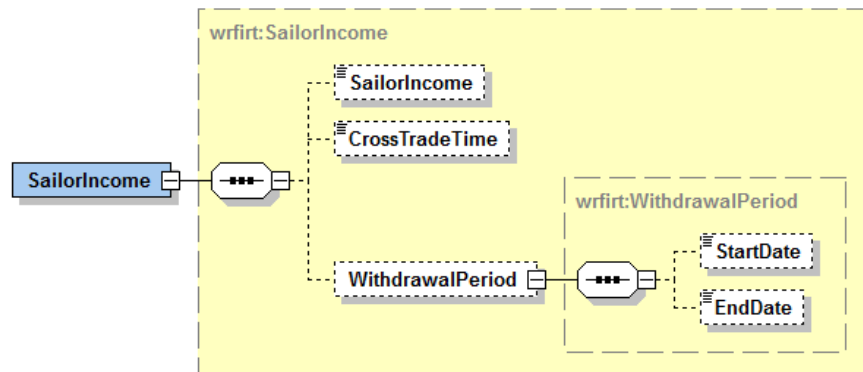 wrfirt:SailorIncome
SailorIncome
CrossTradeTime
SailorIncome
wrfirt:WithdrawalPeriod
StartDate
WithdrawalPeriod
EndDate